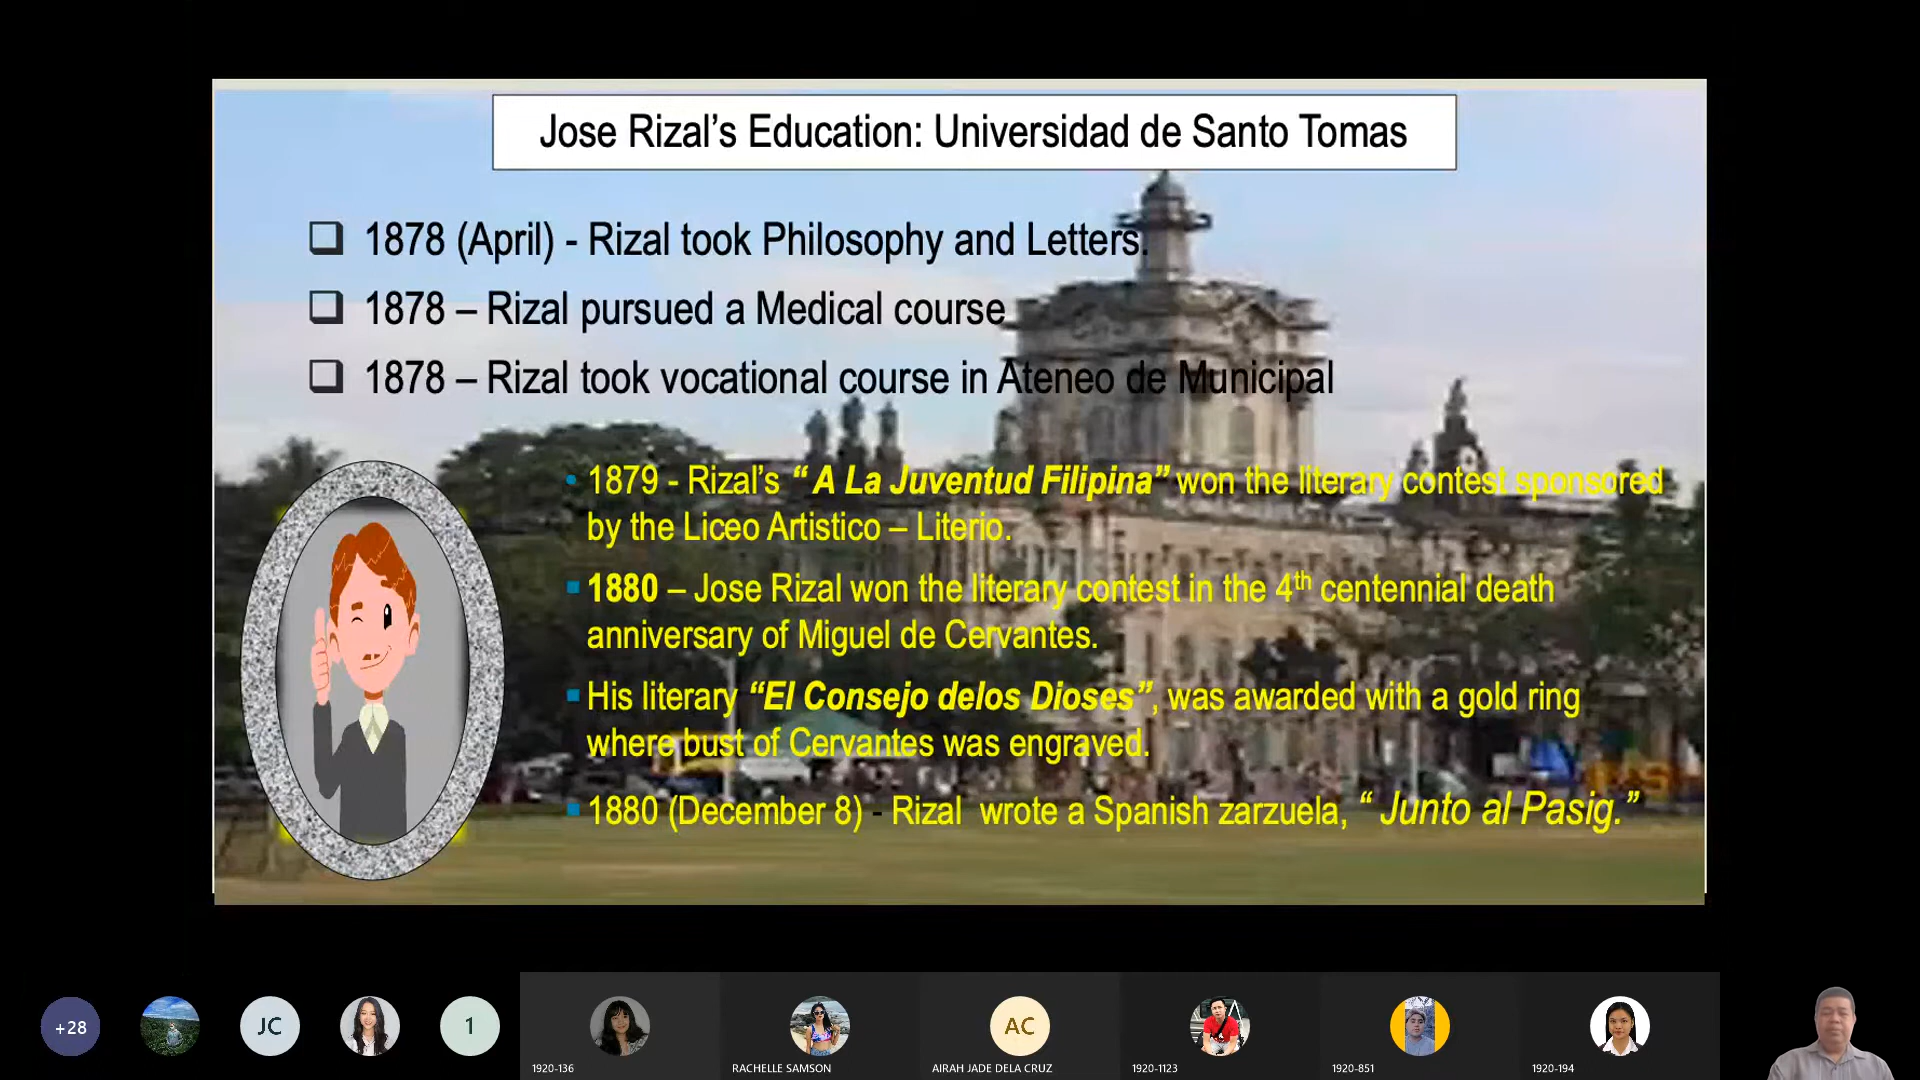 Jose Rizal’s Education: Universidad de Santo Tomas
❑ 1878 (April) - Rizal took Philosophy and Letters.
❑ 1878 – Rizal pursued a Medical course
❑ 1878 – Rizal took vocational course in Ateneo de Municipal
• 1879 - Rizal’s “ A La Juventud Filipina” won the literary contest sponsored
by the Liceo Artistico – Literio.
▪ 1880 – Jose Rizal won the literary contest in the 4th centennial death
anniversary of Miguel de Cervantes.
▪ His literary “El Consejo delos Dioses”, was awarded with a gold ring
where bust of Cervantes was engraved.
▪ 1880 (December 8) - Rizal wrote a Spanish zarzuela, “ Junto al Pasig.”
+28
JC
1
AC
1920-136
RACHELLE SAMSON
AIRAH JADE DELA CRUZ
1920-1123
1920-851
1920-194